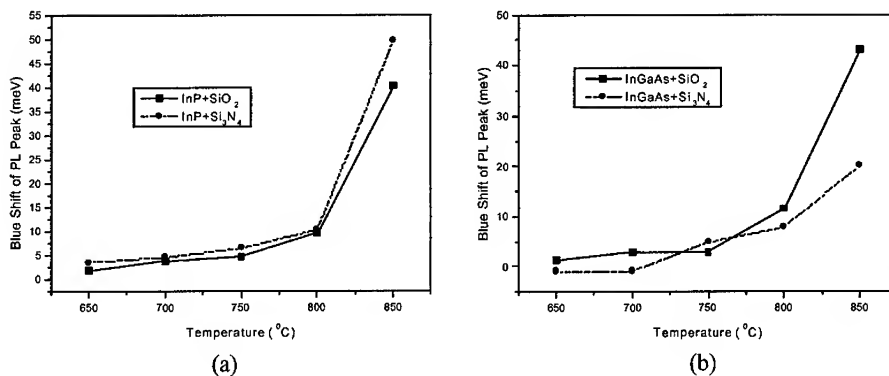 Blue Shift of PL Peak (meV)
55
50
45
40
35
30
25
20
15
10
5
0
InP+SiO2
InP+Si3N4
650 700 750 800 850
Temperature (°C)
(a)
Blue Shift of PL Peak (meV)
50
40
30
20
10
0
InGaAs+SiO2
InGaAs+Si3N4
650 700 750 800 850
Temperature (°C)
(b)